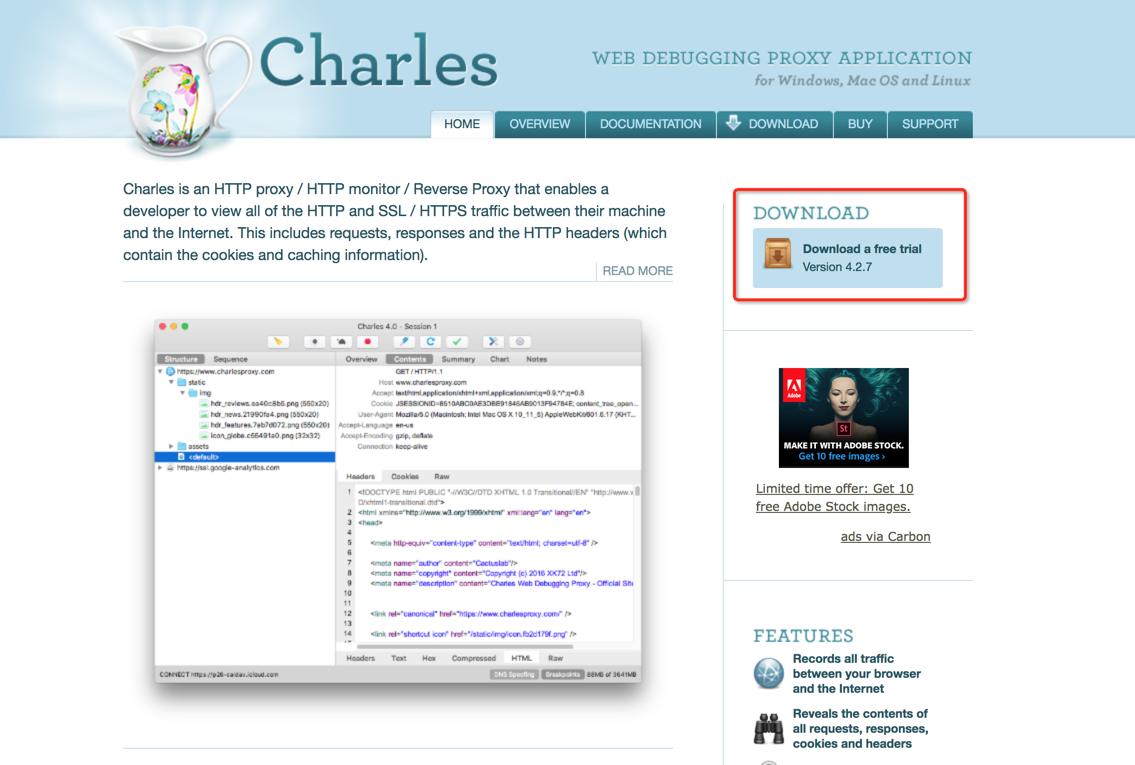 Charles
WEB DEBUGGING PROXY APPLICATION
for Windows, Mac OS and Linux
HOME
OVERVIEW
DOCUMENTATION
DOWNLOAD
BUY
SUPPORT
Charles is an HTTP proxy / HTTP monitor / Reverse Proxy that enables a
developer to view all of the HTTP and SSL / HTTPS traffic between their machine
and the Internet. This includes requests, responses and the HTTP headers (which
contain the cookies and caching information).
READ MORE
Charles 4.0 - Session 1
Structure
Sequence
https://www.charlesproxy.com
static
img
hdr_reviews.ea40c8b5.png (550x20)
hdr_news.21990fa4.png (550x20)
hdr_features.7eb7d072.png (550x20)
icon_globe.c55491a0.png (32x32)
assets
<default>
https://ssl.google-analytics.com
Overview
Contents
Summary
Chart
Notes
GET / HTTP/1.1
Host www.charlesproxy.com
Accept text/html,application/xhtml+xml,application/xml;q=0.9,*/*;q=0.8
Cookie
User-Agent Mozilla/5.0 (Macintosh; Intel Mac OS X 10_11_5) AppleWebKit/601.6.17 (KHT...
Accept-Language en-us
Accept-Encoding gzip, deflate
Connection keep-alive
Headers
Cookies
Raw
1 <!DOCTYPE html PUBLIC "-//W3C//DTD XHTML 1.0 Transitional//EN" "http://www.w
D/xhtml1-transitional.dtd">
2 <html xmlns="http://www.w3.org/1999/xhtml" xml:lang="en" lang="en">
3 <head>
4
5 <meta http-equiv="content-type" content="text/html; charset=utf-8" />
6
7 <meta name="author" content="Cactuslab"/>
8 <meta name="copyright" content="Copyright (c) 2016 XK72 Ltd"/>
9 <meta name="description" content="Charles Web Debugging Proxy - Official Site
10
11
12 <link rel="canonical" href="https://www.charlesproxy.com/" />
13
14 <link rel="shortcut icon" href="/static/img/icon.fb2d179f.png" />
Headers
Text
Hex
Compressed
HTML
Raw
CONNECT https://p26-caldav.icloud.com
DNS Spoofing
Breakpoints
88MB of 3641MB
DOWNLOAD
Download a free trial
Version 4.2.7
Adobe
St
MAKE IT WITH ADOBE STOCK.
Get 10 free images ›
Limited time offer: Get 10
free Adobe Stock images.
ads via Carbon
FEATURES
Records all traffic
between your browser
and the Internet
Reveals the contents of
all requests, responses,
cookies and headers